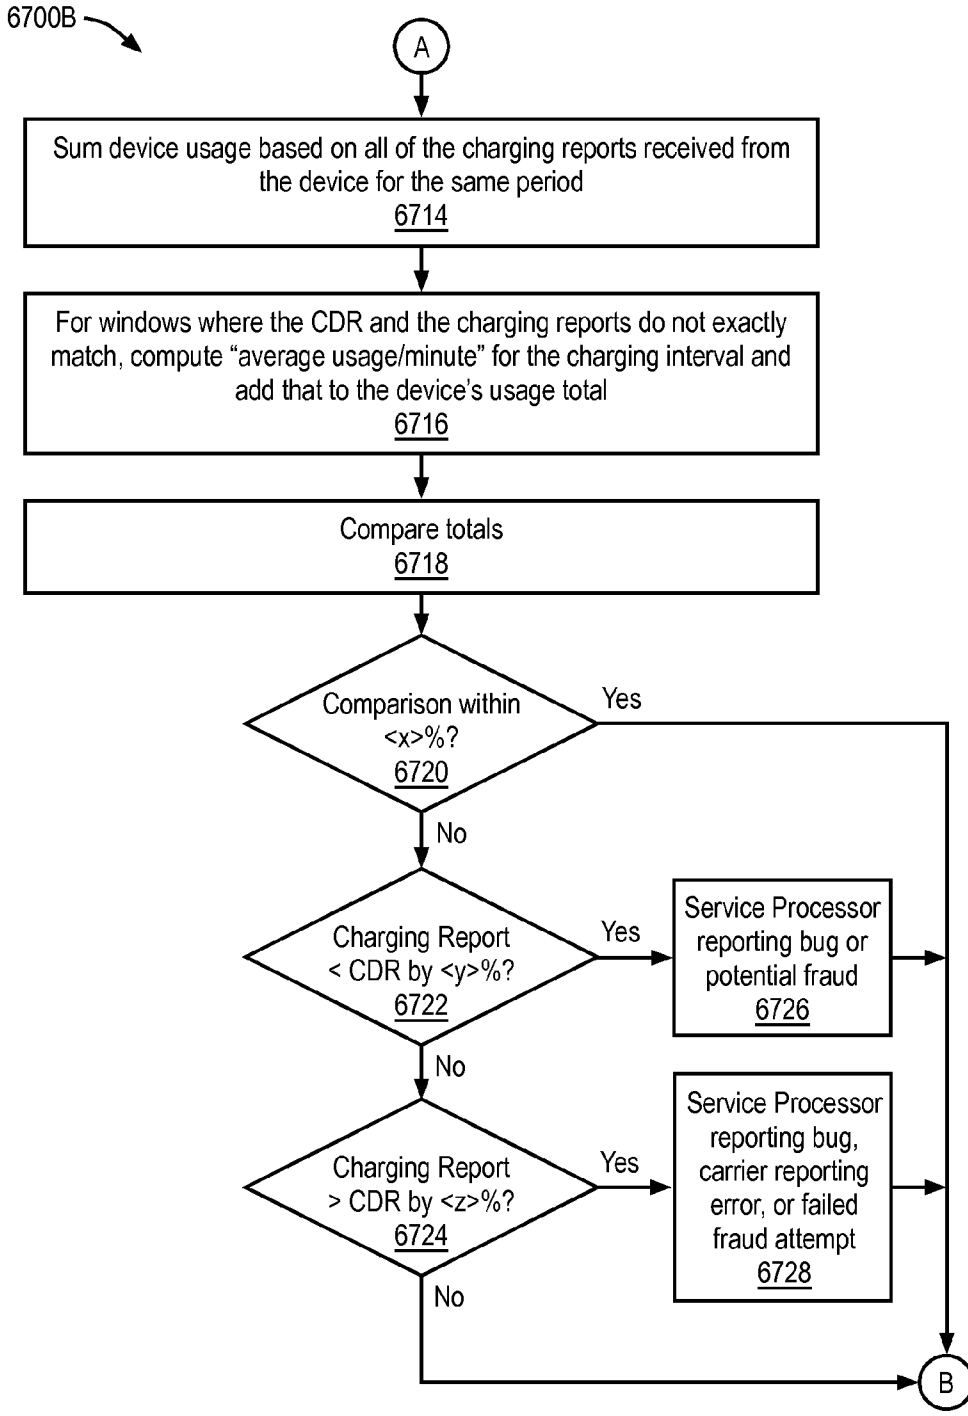 6700B
A
Sum device usage based on all of the charging reports received from
the device for the same period
6714
For windows where the CDR and the charging reports do not exactly
match, compute “average usage/minute” for the charging interval and
add that to the device’s usage total
6716
Compare totals
6718
Comparison within
<x>%?
6720
Yes
No
Charging Report
< CDR by <y>%?
6722
Yes
Service Processor
reporting bug or
potential fraud
6726
No
Charging Report
> CDR by <z>%?
6724
Yes
Service Processor
reporting bug,
carrier reporting
error, or failed
fraud attempt
6728
No
B